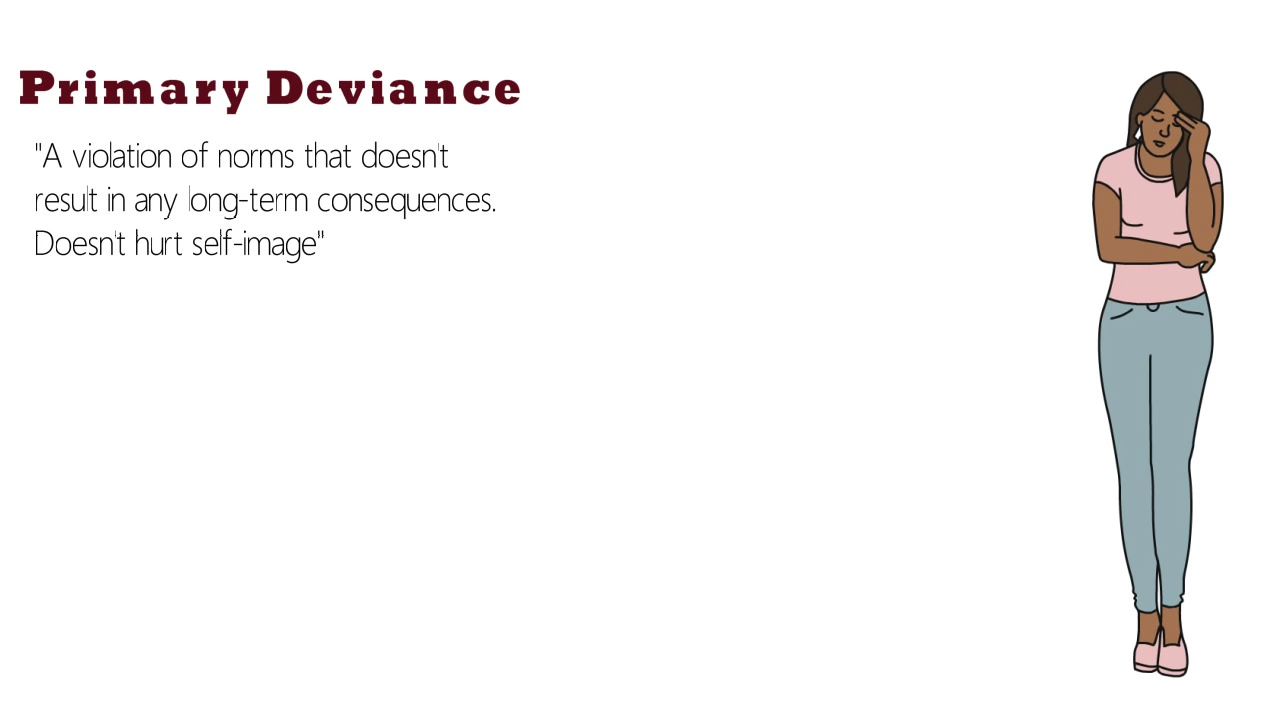 Primary Deviance
"A violation of norms that doesn't
result in any long-term consequences.
Doesn't hurt self-image"